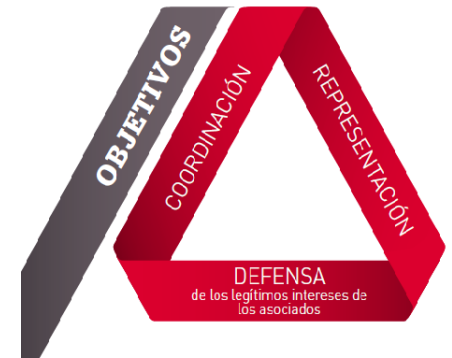 OBJETIVOS
COORDINACIÓN
REPRESENTACIÓN
DEFENSA
de los legítimos intereses de
los asociados